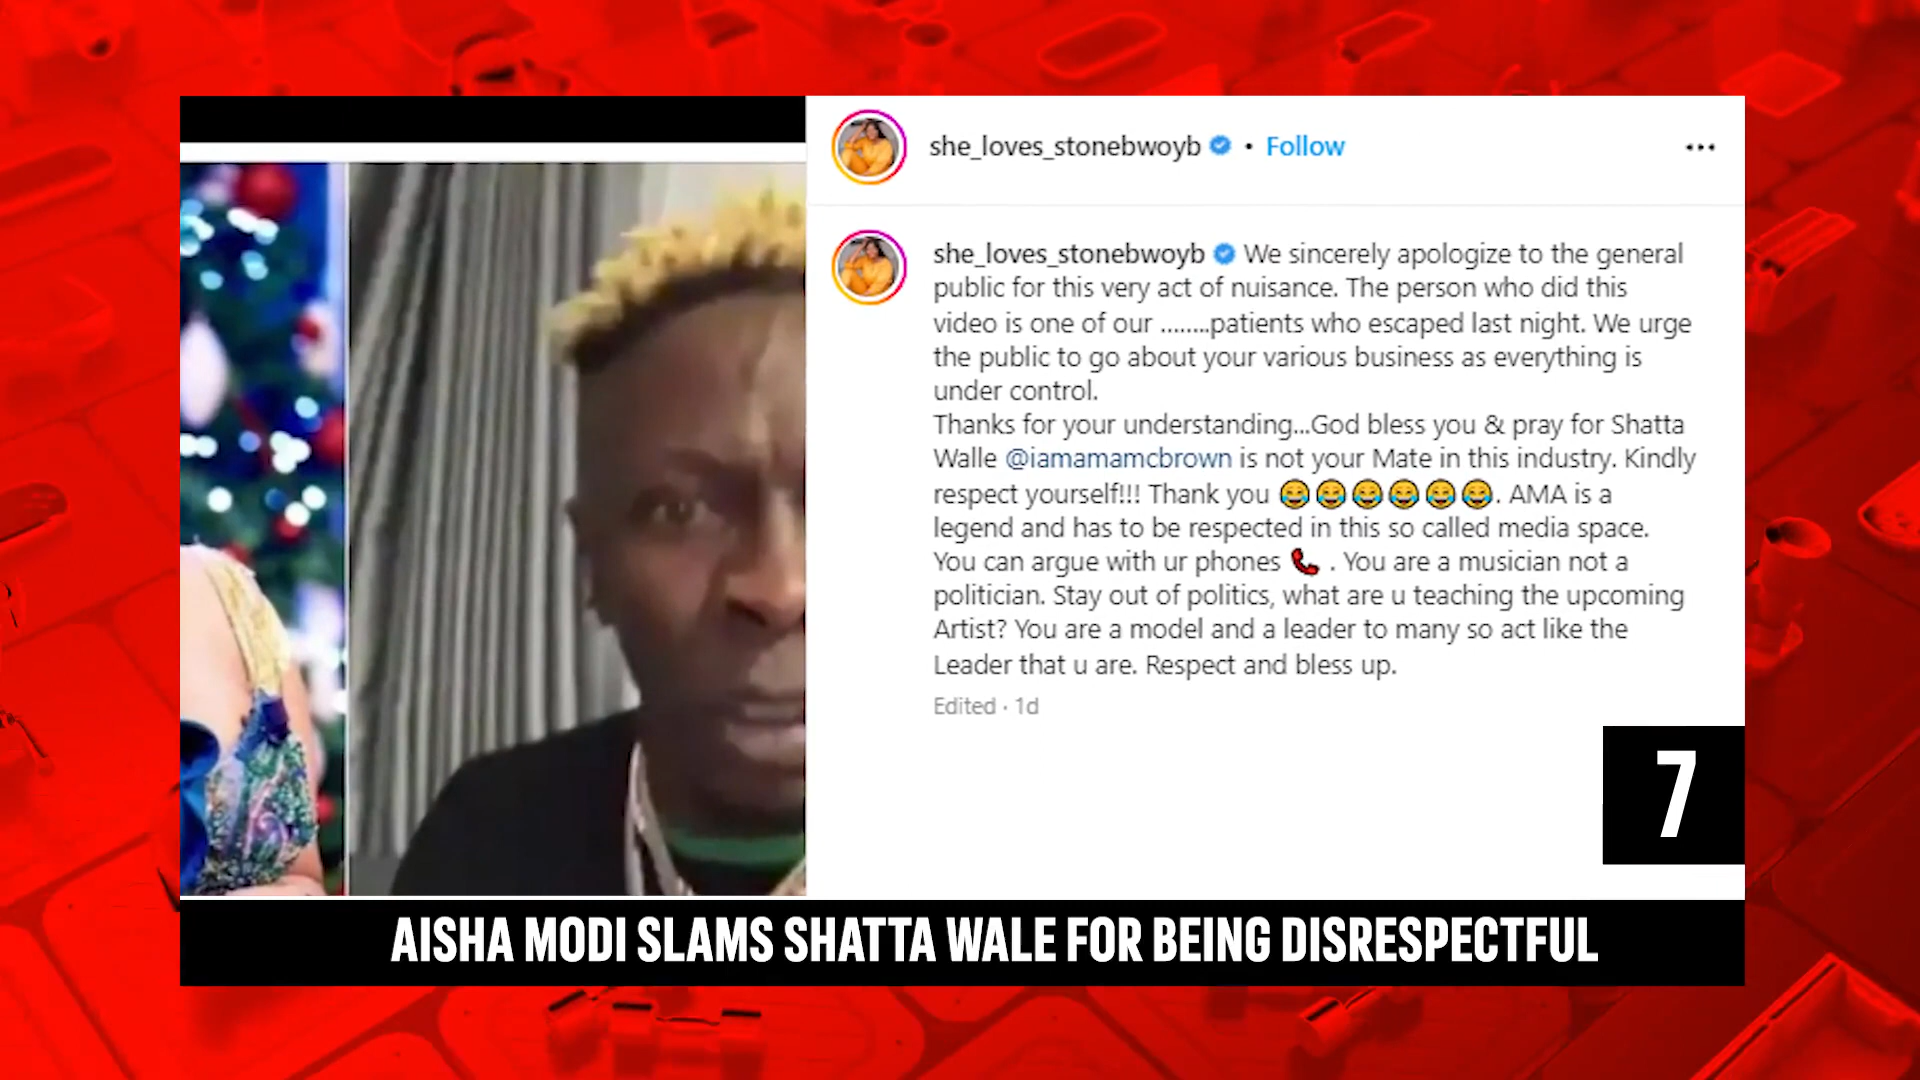 she_loves_stonebwoyb • Follow
she_loves_stonebwoyb We sincerely apologize to the general
public for this very act of nuisance. The person who did this
video is one of our ........patients who escaped last night. We urge
the public to go about your various business as everything is
under control.
Thanks for your understanding...God bless you & pray for Shatta
Walle @iamamamcbrown is not your Mate in this industry. Kindly
respect yourself!!! Thank you 😂😂😂😂😂😂. AMA is a
legend and has to be respected in this so called media space.
You can argue with ur phones 📞 . You are a musician not a
politician. Stay out of politics, what are u teaching the upcoming
Artist? You are a model and a leader to many so act like the
Leader that u are. Respect and bless up.
Edited · 1d
7
AISHA MODI SLAMS SHATTA WALE FOR BEING DISRESPECTFUL